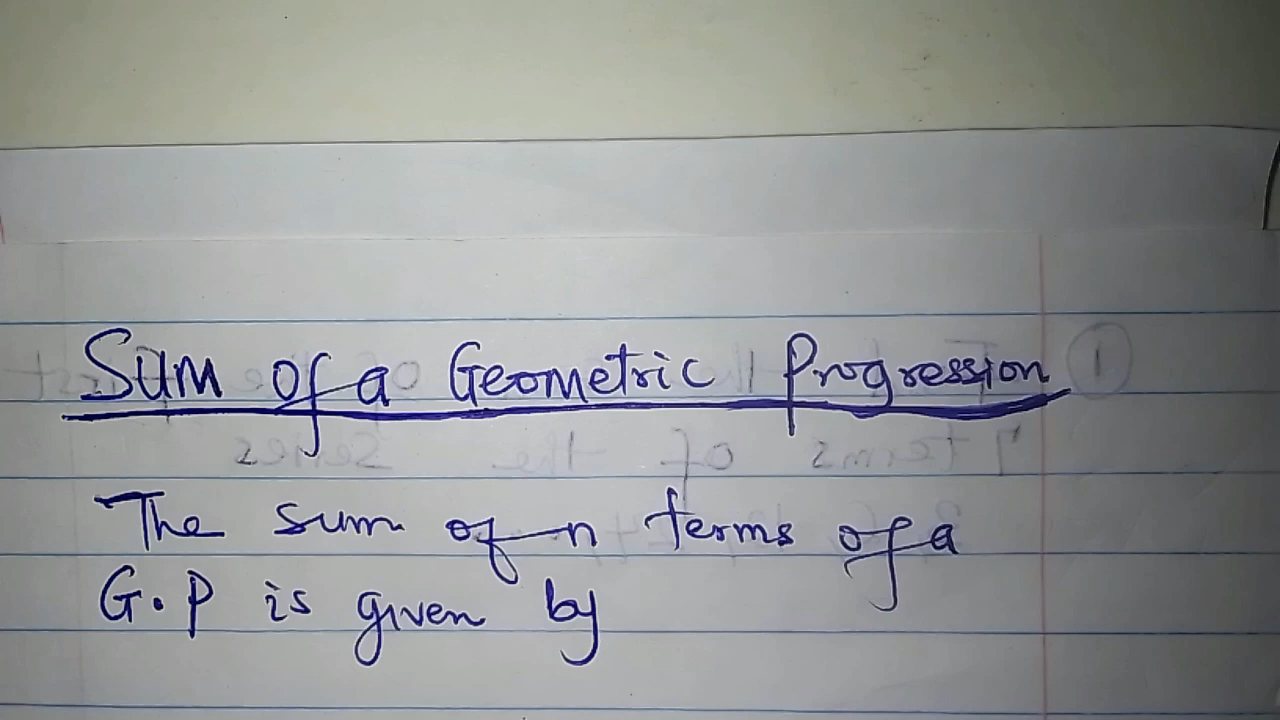 Sum of a Geometric Progression
The sum of n terms of a
G.P is given by